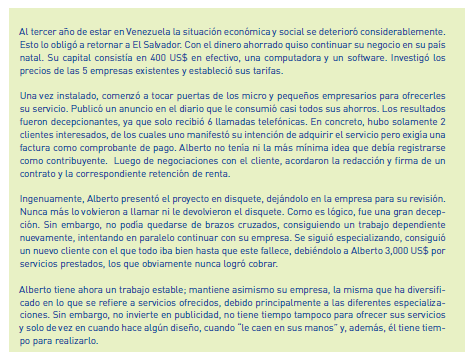 Al tercer año de estar en Venezuela la situación económica y social se deterioró considerablemente.
Esto lo obligó a retornar a El Salvador. Con el dinero ahorrado quiso continuar su negocio en su país
natal. Su capital consistía en 400 US$ en efectivo, una computadora y un software. Investigó los
precios de las 5 empresas existentes y estableció sus tarifas.
Una vez instalado, comenzó a tocar puertas de los micro y pequeños empresarios para ofrecerles
su servicio. Publicó un anuncio en el diario que le consumió casi todos sus ahorros. Los resultados
fueron decepcionantes, ya que solo recibió 6 llamadas telefónicas. En concreto, hubo solamente 2
clientes interesados, de los cuales uno manifestó su intención de adquirir el servicio pero exigía una
factura como comprobante de pago. Alberto no tenía ni la más mínima idea que debía registrarse
como contribuyente. Luego de negociaciones con el cliente, acordaron la redacción y firma de un
contrato y la correspondiente retención de renta.
Ingenuamente, Alberto presentó el proyecto en disquete, dejándolo en la empresa para su revisión.
Nunca más lo volvieron a llamar ni le devolvieron el disquete. Como es lógico, fue una gran decep-
ción. Sin embargo, no podía quedarse de brazos cruzados, consiguiendo un trabajo dependiente
nuevamente, intentando en paralelo continuar con su empresa. Se siguió especializando, consiguió
un nuevo cliente con el que todo iba bien hasta que este fallece, debiéndolo a Alberto 3,000 US$ por
servicios prestados, los que obviamente nunca logró cobrar.
Alberto tiene ahora un trabajo estable; mantiene asimismo su empresa, la misma que ha diversifi-
cado en lo que se refiere a servicios ofrecidos, debido principalmente a las diferentes especializa-
ciones. Sin embargo, no invierte en publicidad, no tiene tiempo tampoco para ofrecer sus servicios
y solo de vez en cuando hace algún diseño, cuando “le caen en sus manos” y, además, él tiene tiem-
po para realizarlo.